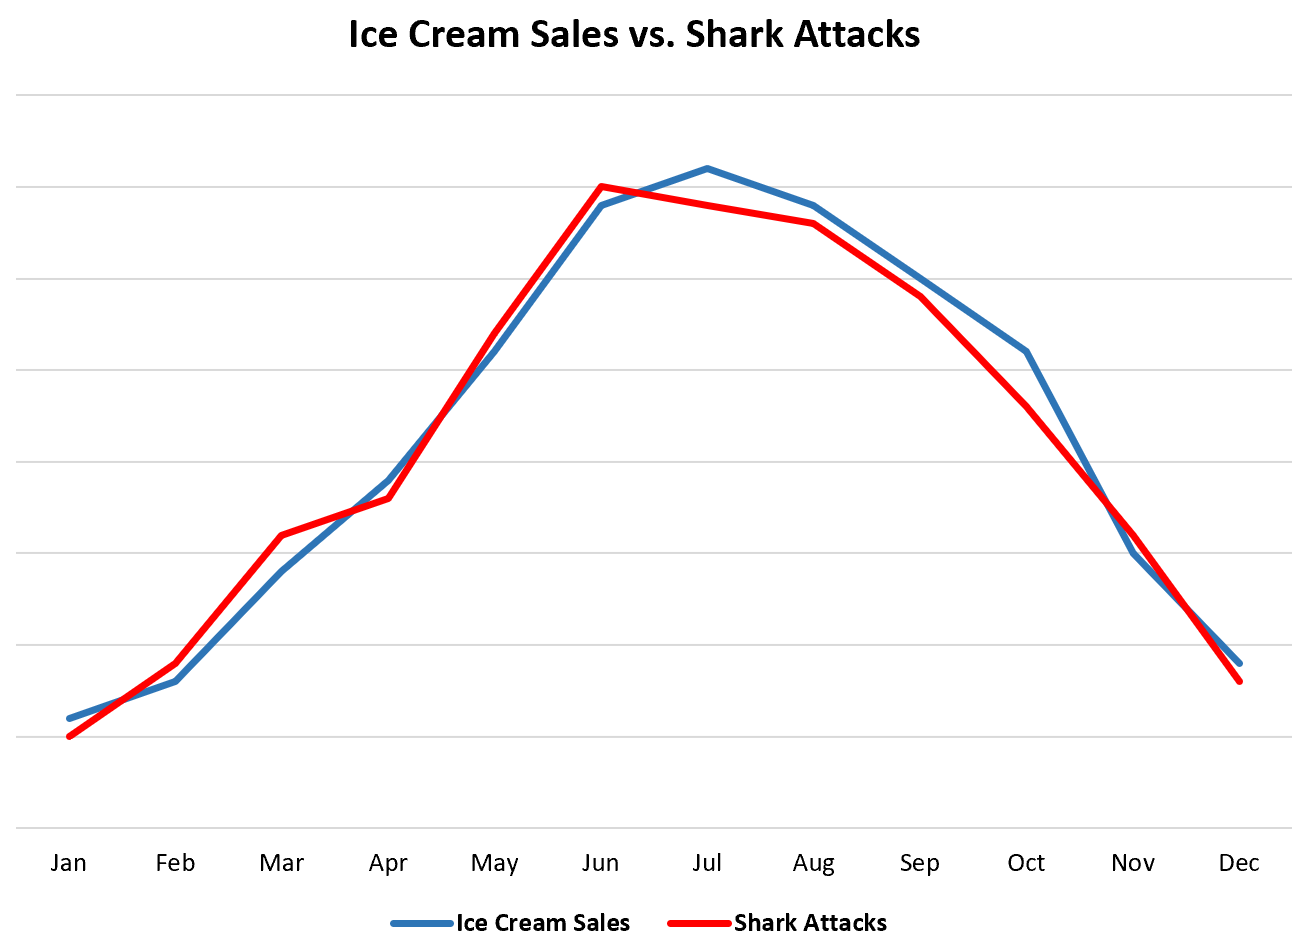 Ice Cream Sales vs. Shark Attacks
Jan Feb Mar Apr May Jun Jul Aug Sep Oct Nov Dec
Ice Cream Sales Shark Attacks